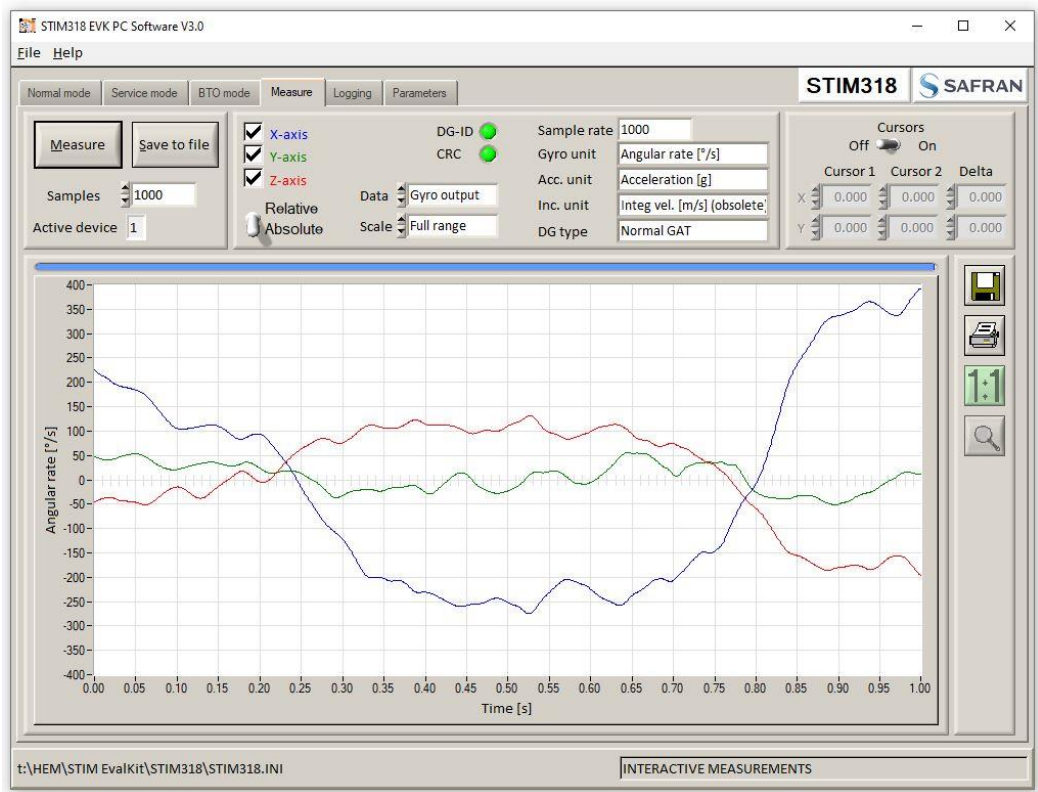 STIM318 EVK PC Software V3.0
File Help
Normal mode Service mode BTO mode Measure Logging Parameters
STIM318 SAFRAN
Measure Save to file
Samples 1000
Active device 1
X-axis
Y-axis
Z-axis
Relative
Absolute
DG-ID
CRC
Data Gyro output
Scale Full range
Sample rate 1000
Gyro unit Angular rate [°/s]
Acc. unit Acceleration [g]
Inc. unit Integ vel. [m/s] (obsolete)
DG type Normal GAT
Cursors
Off On
Cursor 1 Cursor 2 Delta
X 0.000 0.000 0.000
Y 0.000 0.000 0.000
400
350
300
250
200
150
100
50
0
-50
-100
-150
-200
-250
-300
-350
-400
Angular rate [°/s]
0.00 0.05 0.10 0.15 0.20 0.25 0.30 0.35 0.40 0.45 0.50 0.55 0.60 0.65 0.70 0.75 0.80 0.85 0.90 0.95 1.00
Time [s]
1:1
t:\HEM\STIM EvalKit\STIM318\STIM318.INI
INTERACTIVE MEASUREMENTS